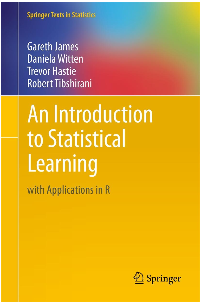 Springer Texts in Statistics
Gareth James
Daniela Witten
Trevor Hastie
Robert Tibshirani
An Introduction
to Statistical
Learning
with Applications in R
Springer